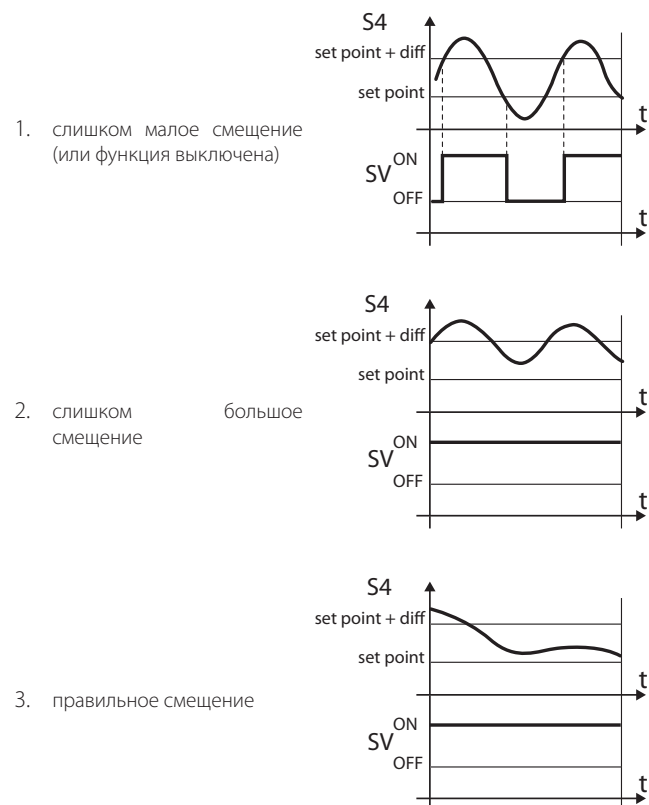 1. слишком малое смещение
(или функция выключена)
S4
set point + diff
set point
t
SV
ON
OFF
t
2. слишком большое
смещение
S4
set point + diff
set point
t
SV
ON
OFF
t
3. правильное смещение
S4
set point + diff
set point
t
SV
ON
OFF
t